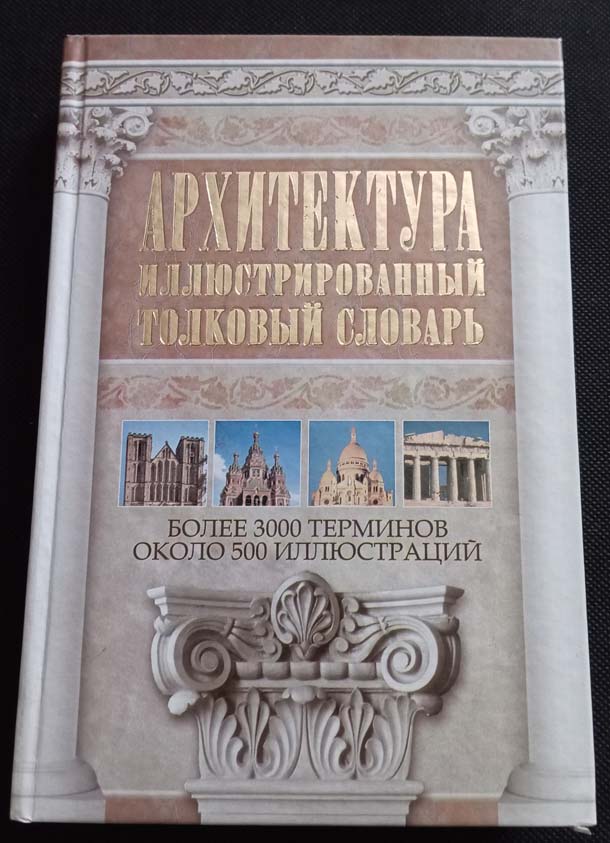 АРХИТЕКТУРА
ИЛЛЮСТРИРОВАННЫЙ
ТОЛКОВЫЙ СЛОВАРЬ
БОЛЕЕ 3000 ТЕРМИНОВ
ОКОЛО 500 ИЛЛЮСТРАЦИЙ